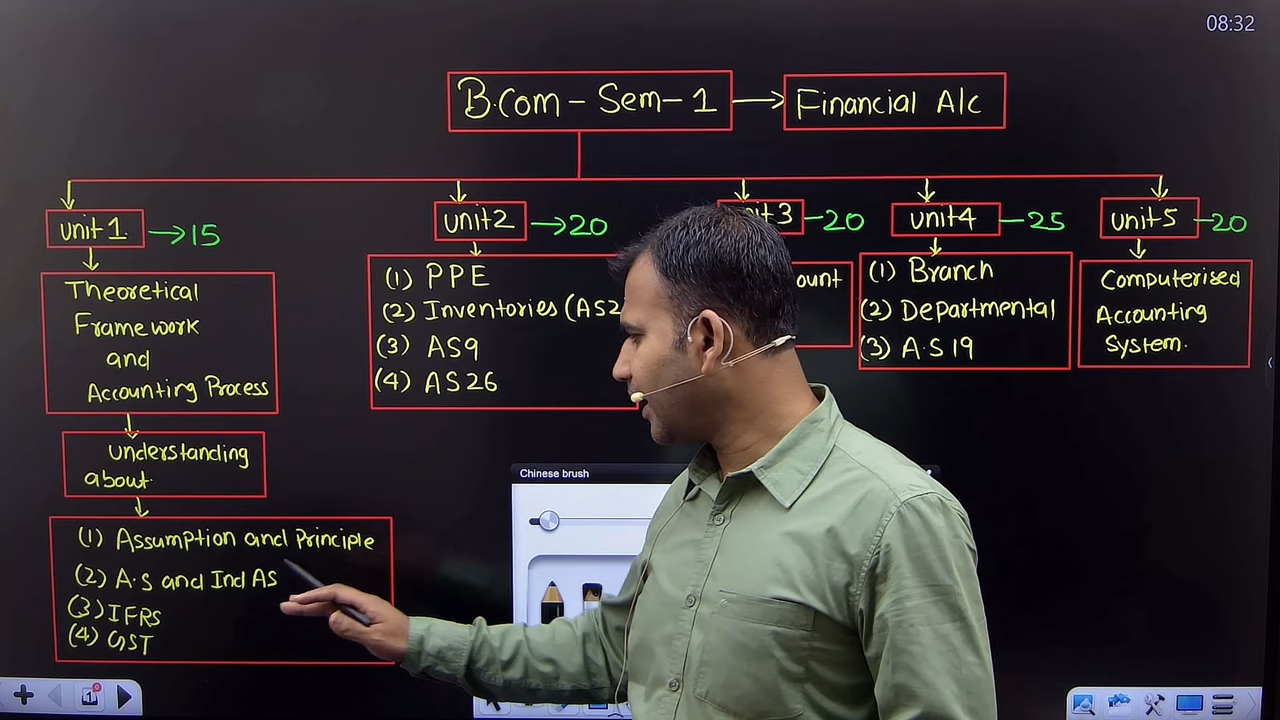 08:32
B.Com - Sem - 1 → Financial A/c
unit 1. → 15
Theoretical
Framework
and
Accounting Process
understanding
about.
(1) Assumption and Principle
(2) A.S and Ind AS
(3) IFRS
(4) GST
unit 2 → 20
(1) PPE
(2) Inventories (AS2
(3) AS9
(4) AS26
3 - 20
ount
unit 4 - 25
(1) Branch
(2) Departmental
(3) A.S 19
unit 5 - 20
Computerised
Accounting
System.
Chinese brush
1